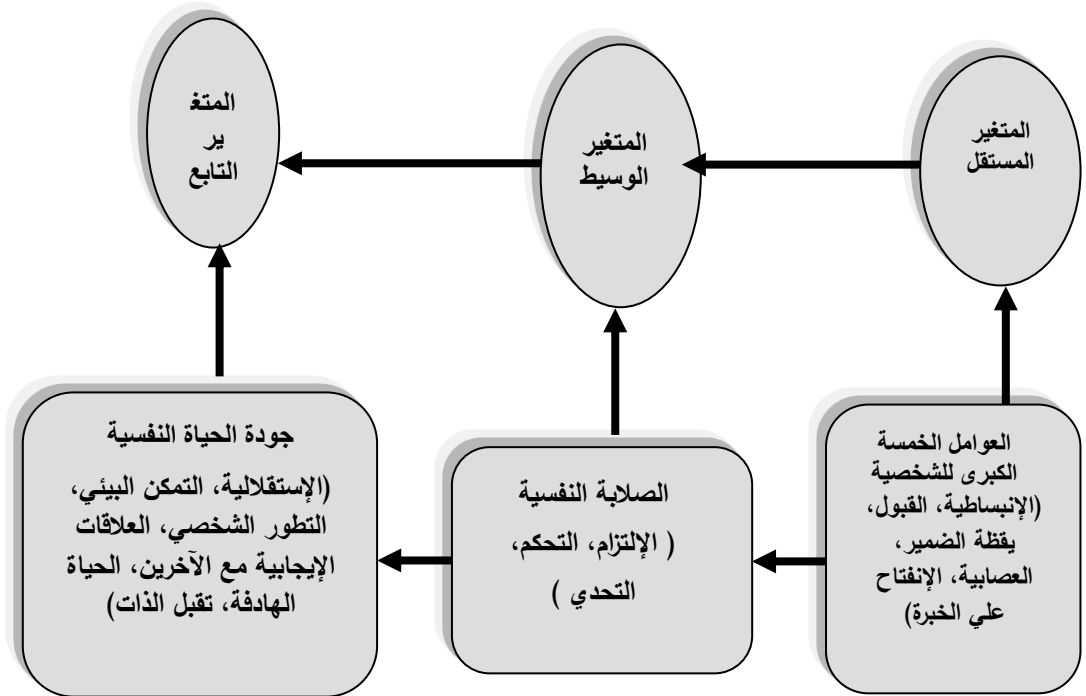 المتغير
المستقل
المتغير
الوسيط
المتغ
ير
التابع
العوامل الخمسة
الكبرى للشخصية
(الإنبساطية، القبول،
يقظة الضمير،
العصابية، الإنفتاح
علي الخبرة)
الصلابة النفسية
( الإلتزام، التحكم،
التحدي )
جودة الحياة النفسية
(الإستقلالية، التمكن البيئي،
التطور الشخصي، العلاقات
الإيجابية مع الآخرين، الحياة
الهادفة، تقبل الذات)